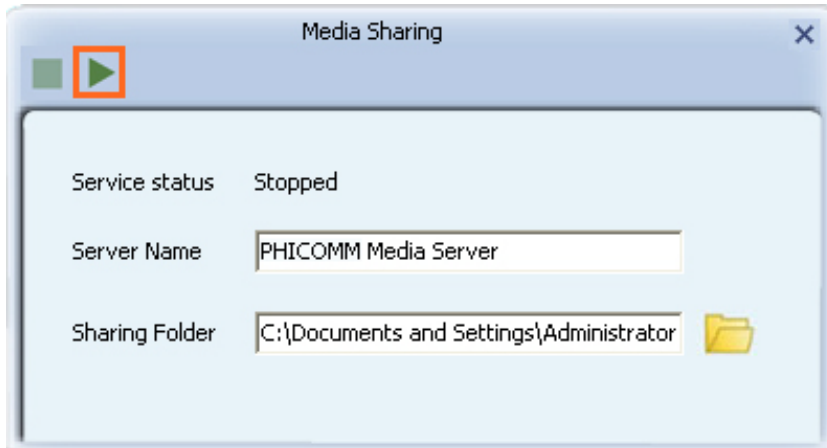 Media Sharing
Service status Stopped
Server Name PHICOMM Media Server
Sharing Folder C:\Documents and Settings\Administrator